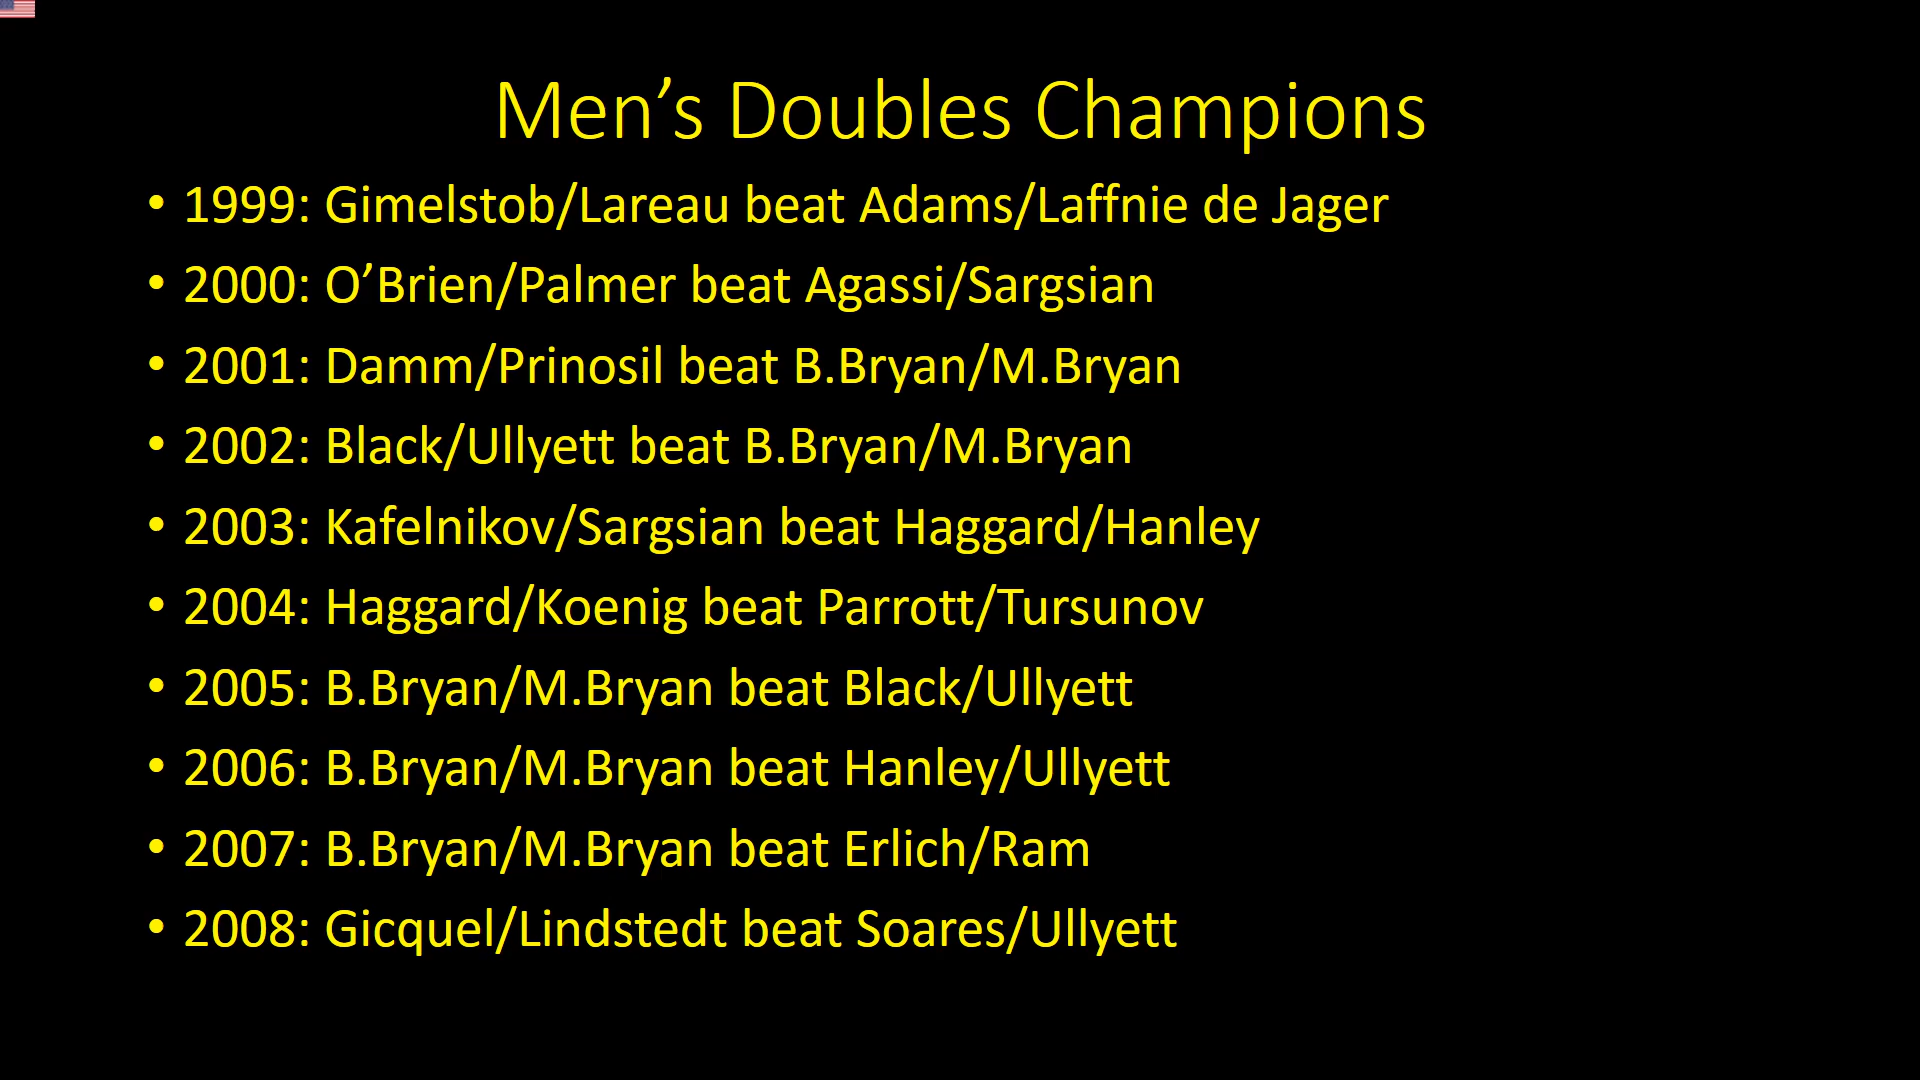 Men’s Doubles Champions
• 1999: Gimelstob/Lareau beat Adams/Laffnie de Jager
• 2000: O’Brien/Palmer beat Agassi/Sargsian
• 2001: Damm/Prinosil beat B.Bryan/M.Bryan
• 2002: Black/Ullyett beat B.Bryan/M.Bryan
• 2003: Kafelnikov/Sargsian beat Haggard/Hanley
• 2004: Haggard/Koenig beat Parrott/Tursunov
• 2005: B.Bryan/M.Bryan beat Black/Ullyett
• 2006: B.Bryan/M.Bryan beat Hanley/Ullyett
• 2007: B.Bryan/M.Bryan beat Erlich/Ram
• 2008: Gicquel/Lindstedt beat Soares/Ullyett